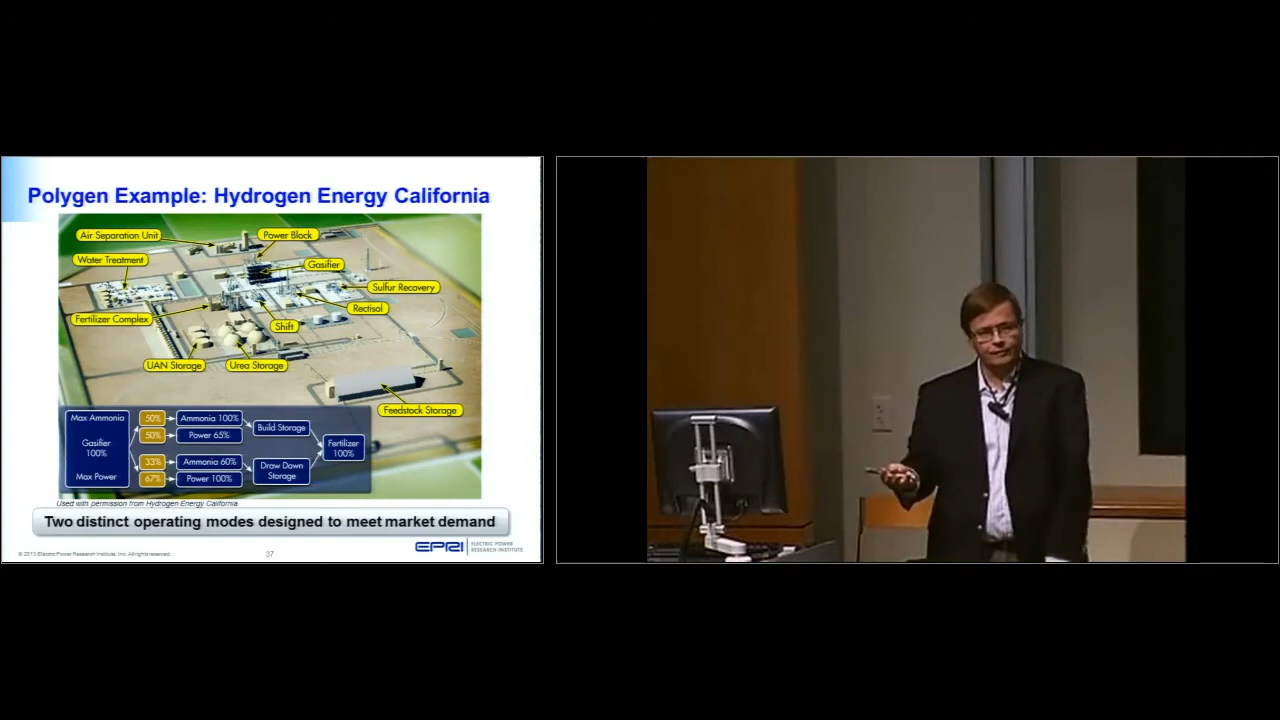 Polygen Example: Hydrogen Energy California
Air Separation Unit
Power Block
Water Treatment
Gasifier
Sulfur Recovery
Rectisol
Fertilizer Complex
Shift
UAN Storage
Urea Storage
Feedstock Storage
Max Ammonia
Gasifier
100%
Max Power
50%
Ammonia 100%
50%
Power 65%
Build Storage
33%
Ammonia 60%
67%
Power 100%
Draw Down
Storage
Fertilizer
100%
Used with permission from Hydrogen Energy California
Two distinct operating modes designed to meet market demand
© 2013 Electric Power Research Institute, Inc. All rights reserved.
37
EPRI
ELECTRIC POWER
RESEARCH INSTITUTE